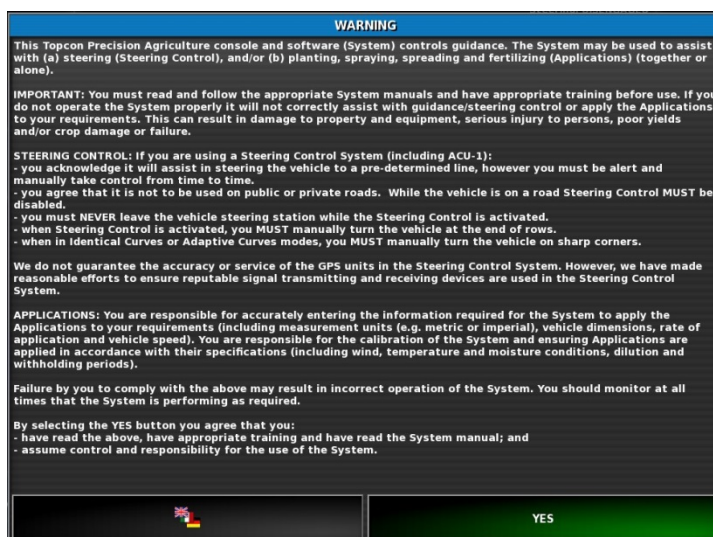 WARNING
This Topcon Precision Agriculture console and software (System) controls guidance. The System may be used to assist
with (a) steering (Steering Control), and/or (b) planting, spraying, spreading and fertilizing (Applications) (together or
alone).
IMPORTANT: You must read and follow the appropriate System manuals and have appropriate training before use. If you
do not operate the System properly it will not correctly assist with guidance/steering control or apply the Applications
to your requirements. This can result in damage to property and equipment, serious injury to persons, poor yields
and/or crop damage or failure.
STEERING CONTROL: If you are using a Steering Control System (including ACU-1):
- you acknowledge it will assist in steering the vehicle to a pre-determined line, however you must be alert and
manually take control from time to time.
- you agree that it is not to be used on public or private roads. While the vehicle is on a road Steering Control MUST be
disabled.
- you must NEVER leave the vehicle steering station while the Steering Control is activated.
- when Steering Control is activated, you MUST manually turn the vehicle at the end of rows.
- when in Identical Curves or Adaptive Curves modes, you MUST manually turn the vehicle on sharp corners.
We do not guarantee the accuracy or service of the GPS units in the Steering Control System. However, we have made
reasonable efforts to ensure reputable signal transmitting and receiving devices are used in the Steering Control
System.
APPLICATIONS: You are responsible for accurately entering the information required for the System to apply the
Applications to your requirements (including measurement units (e.g. metric or imperial), vehicle dimensions, rate of
application and vehicle speed). You are responsible for the calibration of the System and ensuring Applications are
applied in accordance with their specifications (including wind, temperature and moisture conditions, dilution and
withholding periods).
Failure by you to comply with the above may result in incorrect operation of the System. You should monitor at all
times that the System is performing as required.
By selecting the YES button you agree that you:
- have read the above, have appropriate training and have read the System manual; and
- assume control and responsibility for the use of the System.
YES